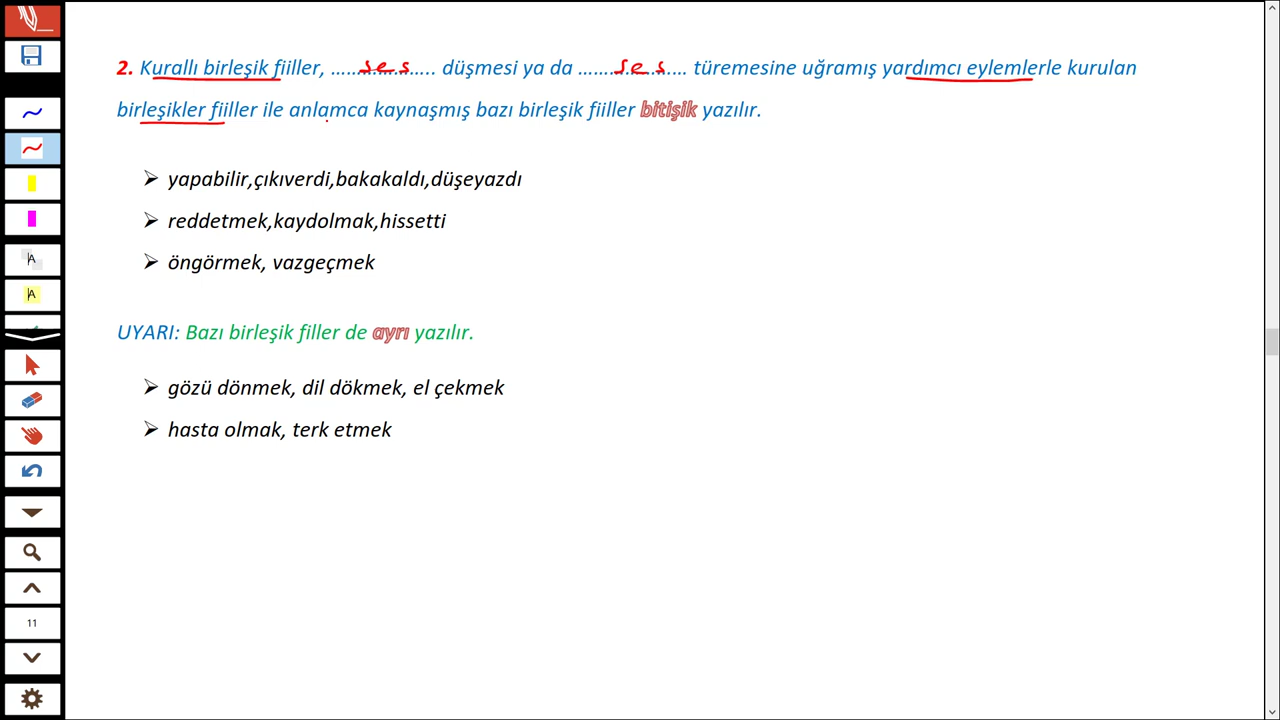 2. Kurallı birleşik fiiller, ……ses…….. düşmesi ya da ……ses…… türemesine uğramış yardımcı eylemlerle kurulan
birleşikler fiiller ile anlamca kaynaşmış bazı birleşik fiiller bitişik yazılır.
yapabilir,çıkıverdi,bakakaldı,düşeyazdı
reddetmek,kaydolmak,hissetti
öngörmek, vazgeçmek
UYARI: Bazı birleşik filler de ayrı yazılır.
gözü dönmek, dil dökmek, el çekmek
hasta olmak, terk etmek
A
A
11